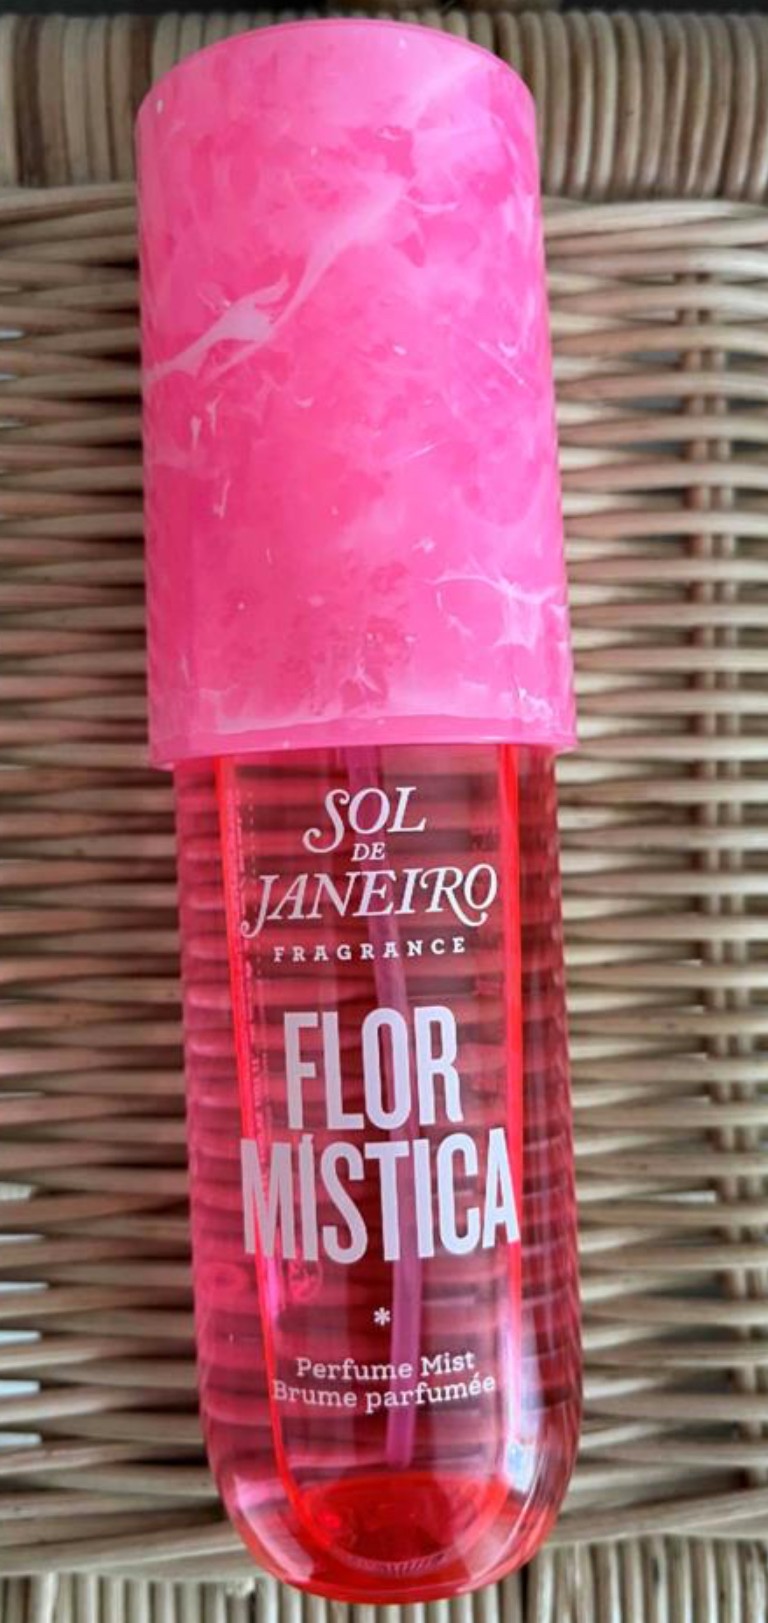 SOL
DE
JANEIRO
FRAGRANCE
FLOR
MÍSTICA
*
Perfume Mist
Brume parfumée